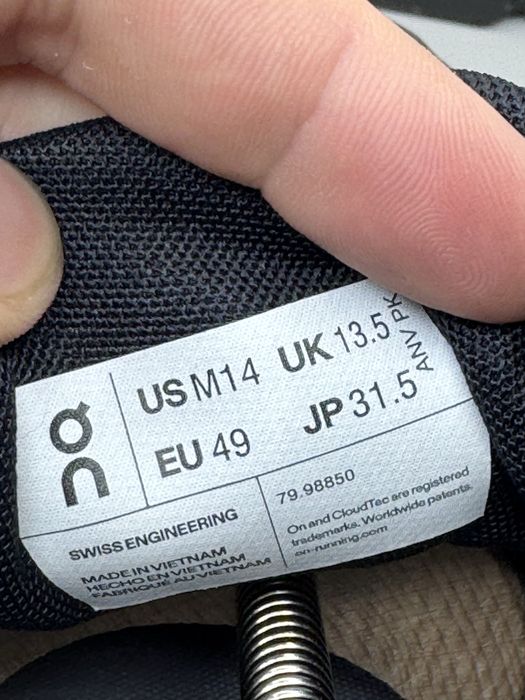 US M14 UK 13.5
EU 49 JP 31.5
ANV PK
SWISS ENGINEERING
MADE IN VIETNAM
HECHO EN VIETNAM
FABRIQUÉ AU VIETNAM
79.98850
On and CloudTec are registered
trademarks. Worldwide patents.
on-running.com